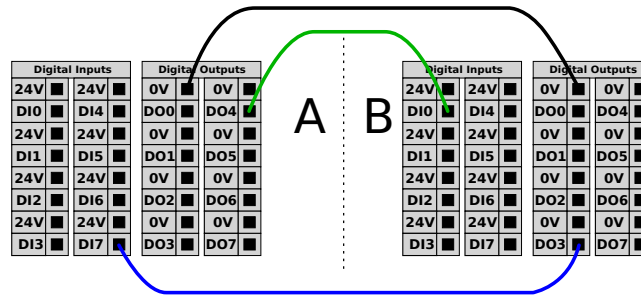 Digital Inputs Digital Outputs Digital Inputs Digital Outputs
24V 24V 0V 0V A B 24V 24V 0V 0V
DI0 DI4 DO0 DO4 DI0 DI4 DO0 DO4
24V 24V 0V 0V 24V 24V 0V 0V
DI1 DI5 DO1 DO5 DI1 DI5 DO1 DO5
24V 24V 0V 0V 24V 24V 0V 0V
DI2 DI6 DO2 DO6 DI2 DI6 DO2 DO6
24V 24V 0V 0V 24V 24V 0V 0V
DI3 DI7 DO3 DO7 DI3 DI7 DO3 DO7